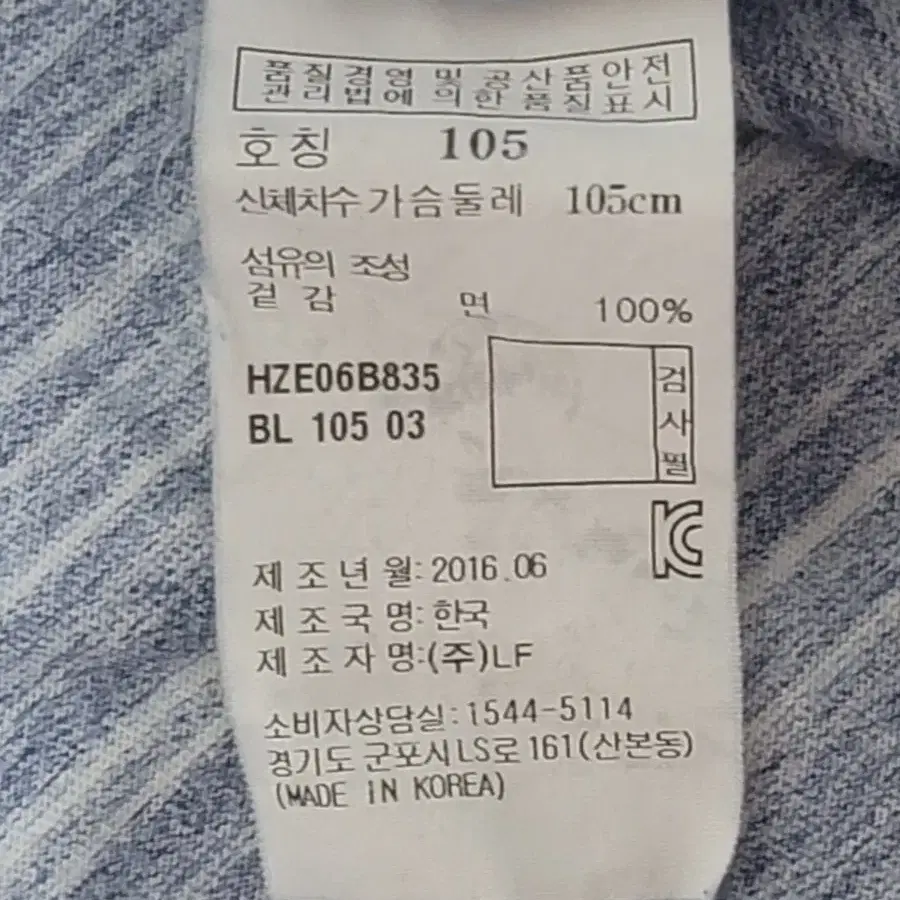 품질경영 및 공산품안전
관리법에 의한 품질표시
호칭 105
신체차수 가슴둘레 105cm
섬유의 조성
겉감 면 100%
HZE06B835
BL 105 03
검사필
KC
제조년월: 2016.06
제조국명: 한국
제조자명:(주)LF
소비자상담실: 1544-5114
경기도 군포시 LS로 161(산본동)
(MADE IN KOREA)